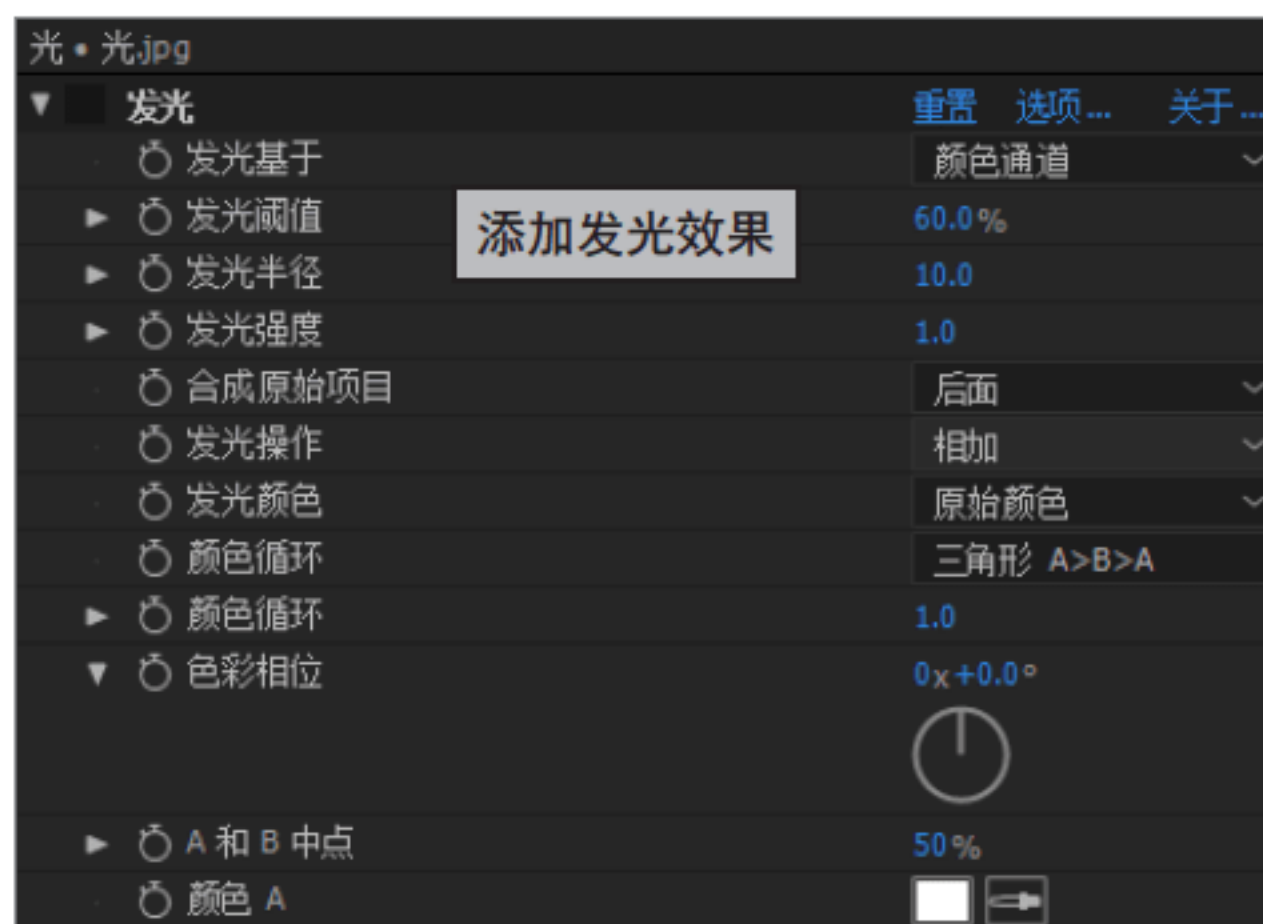 光 • 光.jpg
发光 重置 选项... 关于...
发光基于 颜色通道
发光阈值 60.0%
添加发光效果
发光半径 10.0
发光强度 1.0
合成原始项目 后面
发光操作 相加
发光颜色 原始颜色
颜色循环 三角形 A>B>A
颜色循环 1.0
色彩相位 0x+0.0°
A 和 B 中点 50%
颜色 A